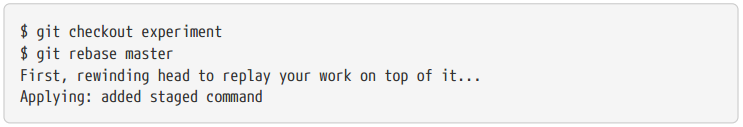 $ git checkout experiment
$ git rebase master
First, rewinding head to replay your work on top of it...
Applying: added staged command